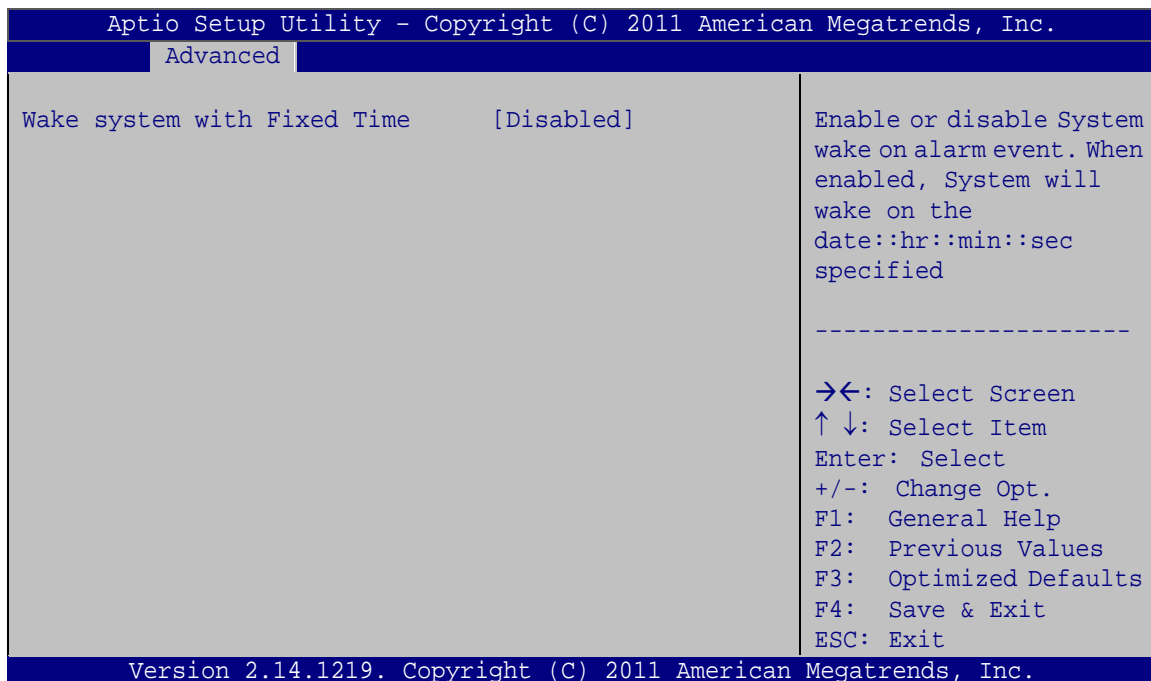 Aptio Setup Utility – Copyright (C) 2011 American Megatrends, Inc.
Advanced
Wake system with Fixed Time [Disabled]
Enable or disable System
wake on alarm event. When
enabled, System will
wake on the
date::hr::min::sec
specified
----------------------
→←: Select Screen
↑ ↓: Select Item
Enter: Select
+/-: Change Opt.
F1: General Help
F2: Previous Values
F3: Optimized Defaults
F4: Save & Exit
ESC: Exit
Version 2.14.1219. Copyright (C) 2011 American Megatrends, Inc.